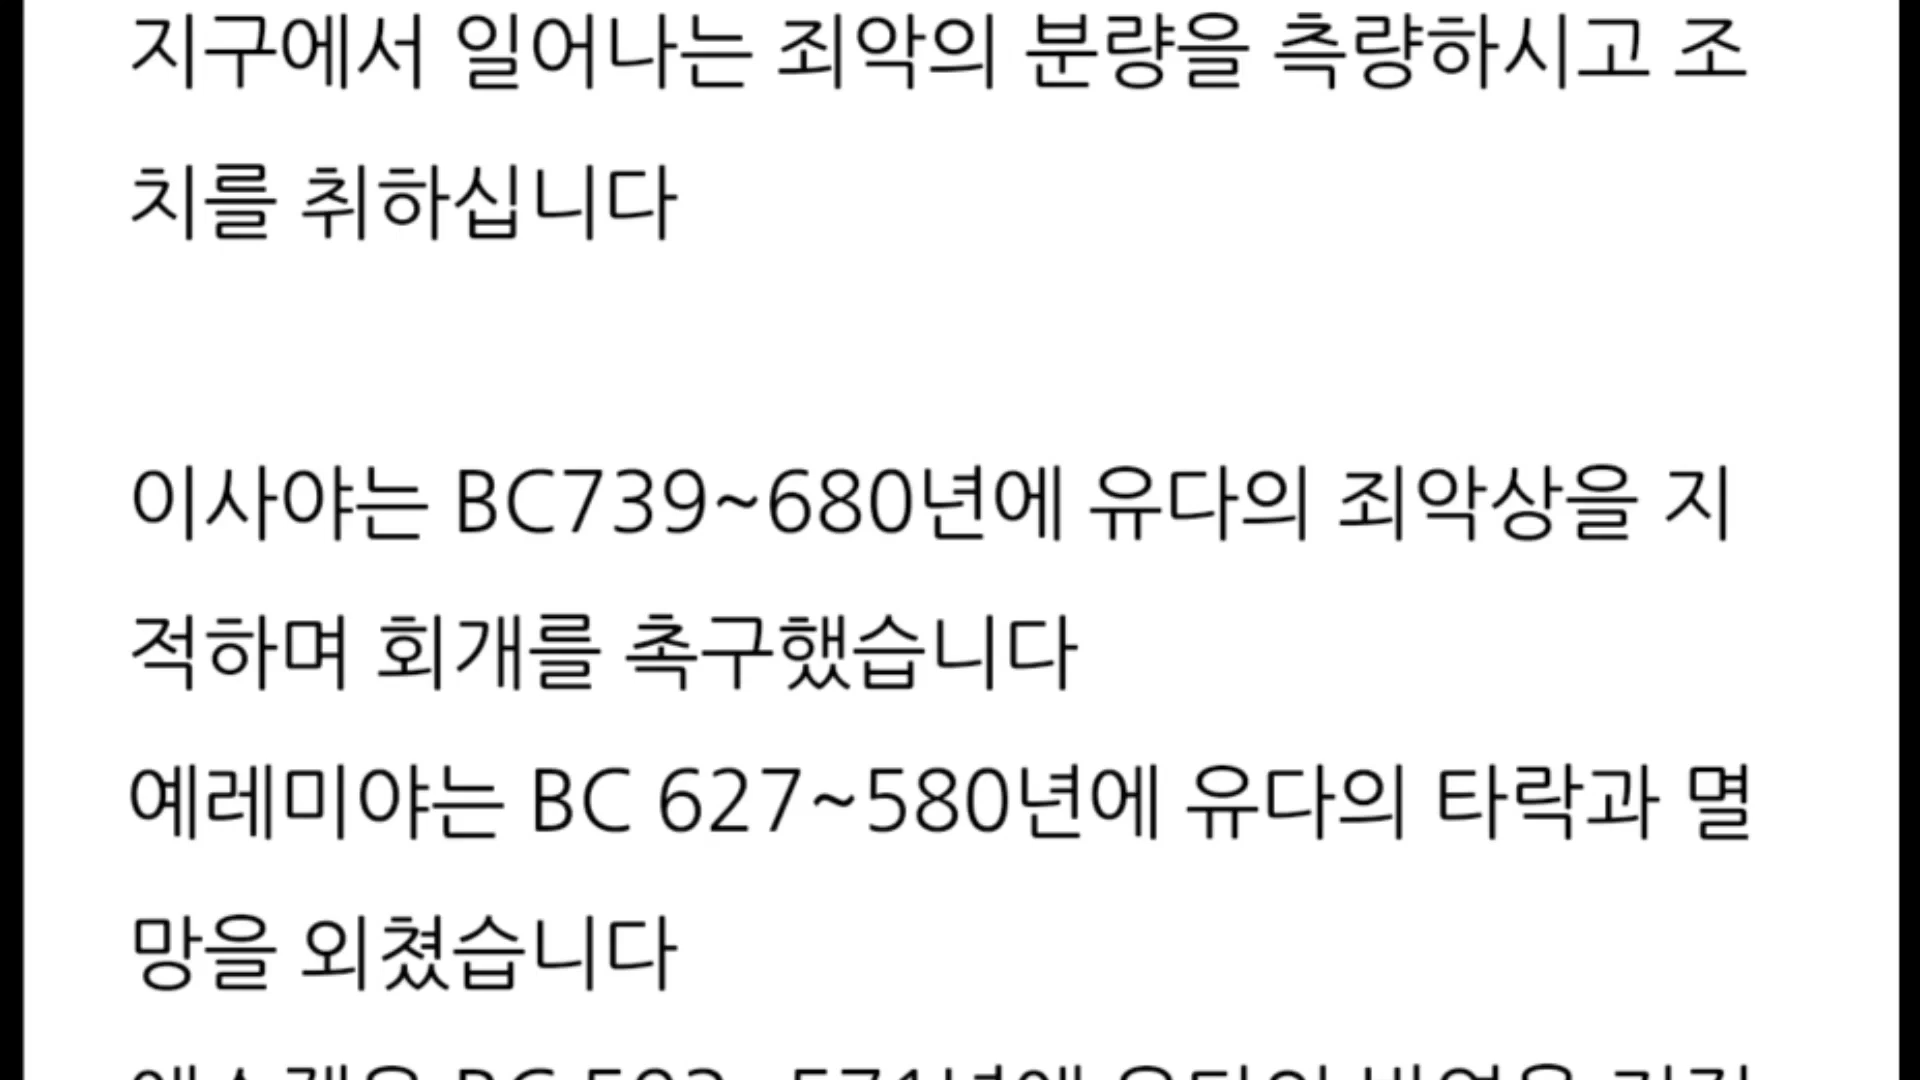 지구에서 일어나는 죄악의 분량을 측량하시고 조
치를 취하십니다
이사야는 BC739~680년에 유다의 죄악상을 지
적하며 회개를 촉구했습니다
예레미야는 BC 627~580년에 유다의 타락과 멸
망을 외쳤습니다